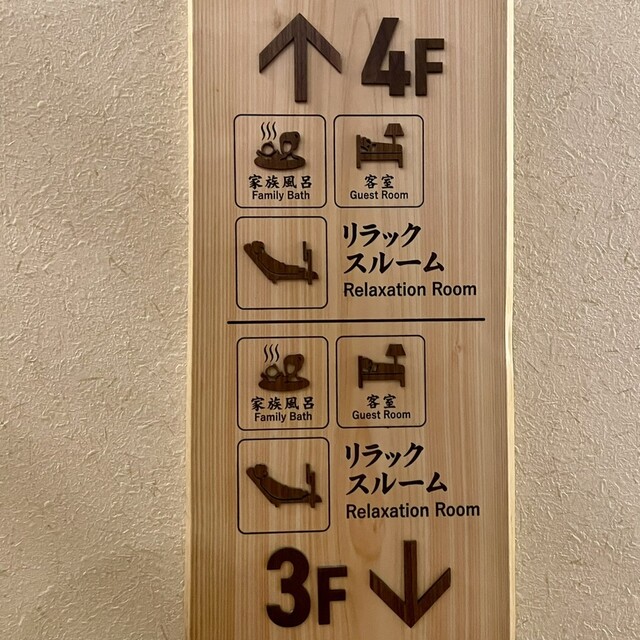 4F
家族風呂
Family Bath
客室
Guest Room
リラック
スルーム
Relaxation Room
家族風呂
Family Bath
客室
Guest Room
リラック
スルーム
Relaxation Room
3F